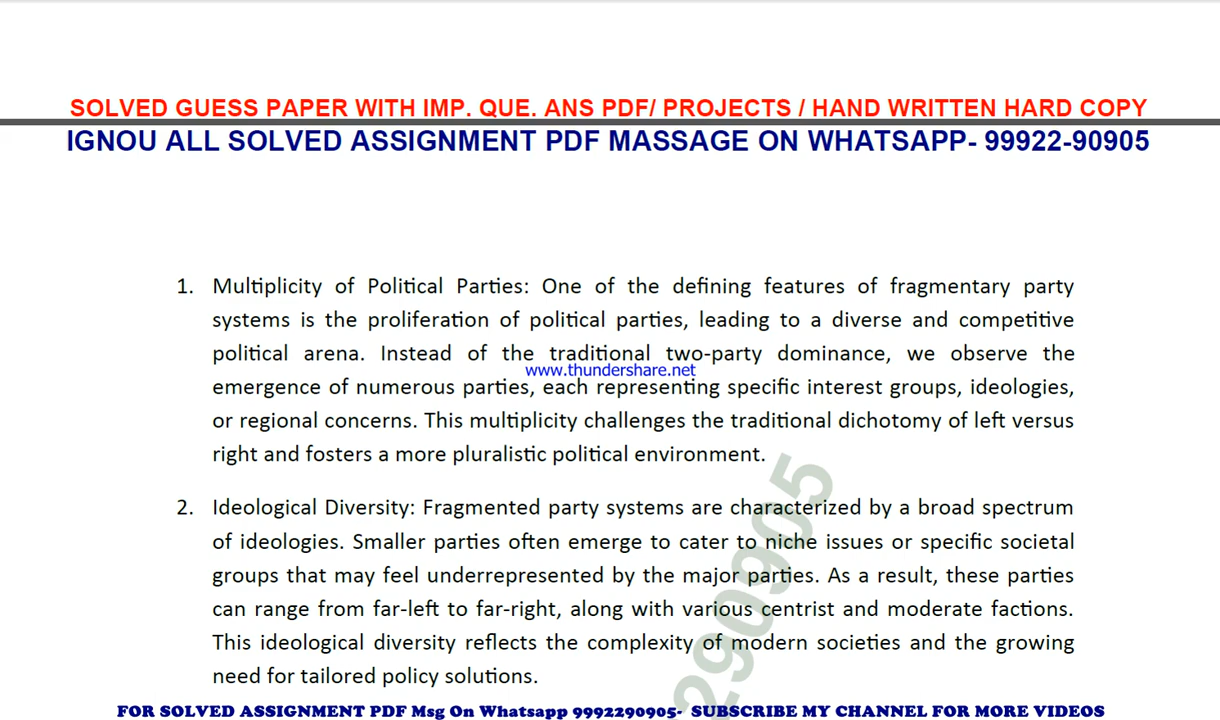 SOLVED GUESS PAPER WITH IMP. QUE. ANS PDF/ PROJECTS / HAND WRITTEN HARD COPY
IGNOU ALL SOLVED ASSIGNMENT PDF MASSAGE ON WHATSAPP- 99922-90905
1. Multiplicity of Political Parties: One of the defining features of fragmentary party
systems is the proliferation of political parties, leading to a diverse and competitive
political arena. Instead of the traditional two-party dominance, we observe the
www.thundershare.net
emergence of numerous parties, each representing specific interest groups, ideologies,
or regional concerns. This multiplicity challenges the traditional dichotomy of left versus
right and fosters a more pluralistic political environment.
2. Ideological Diversity: Fragmented party systems are characterized by a broad spectrum
of ideologies. Smaller parties often emerge to cater to niche issues or specific societal
groups that may feel underrepresented by the major parties. As a result, these parties
can range from far-left to far-right, along with various centrist and moderate factions.
This ideological diversity reflects the complexity of modern societies and the growing
need for tailored policy solutions.
290905
FOR SOLVED ASSIGNMENT PDF Msg On Whatsapp 9992290905- SUBSCRIBE MY CHANNEL FOR MORE VIDEOS